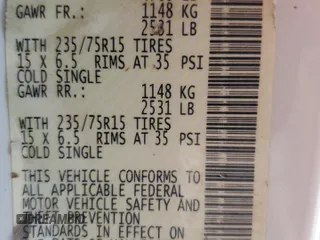 GAWR FR.: 1148 KG
2531 LB
WITH 235/75R15 TIRES
15 X 6.5 RIMS AT 35 PSI
COLD SINGLE
GAWR RR.: 1148 KG
2531 LB
WITH 235/75R15 TIRES
15 X 6.5 RIMS AT 35 PSI
COLD SINGLE
THIS VEHICLE CONFORMS TO
ALL APPLICABLE FEDERAL
MOTOR VEHICLE SAFETY AND
THEFT PREVENTION
STANDARDS IN EFFECT ON